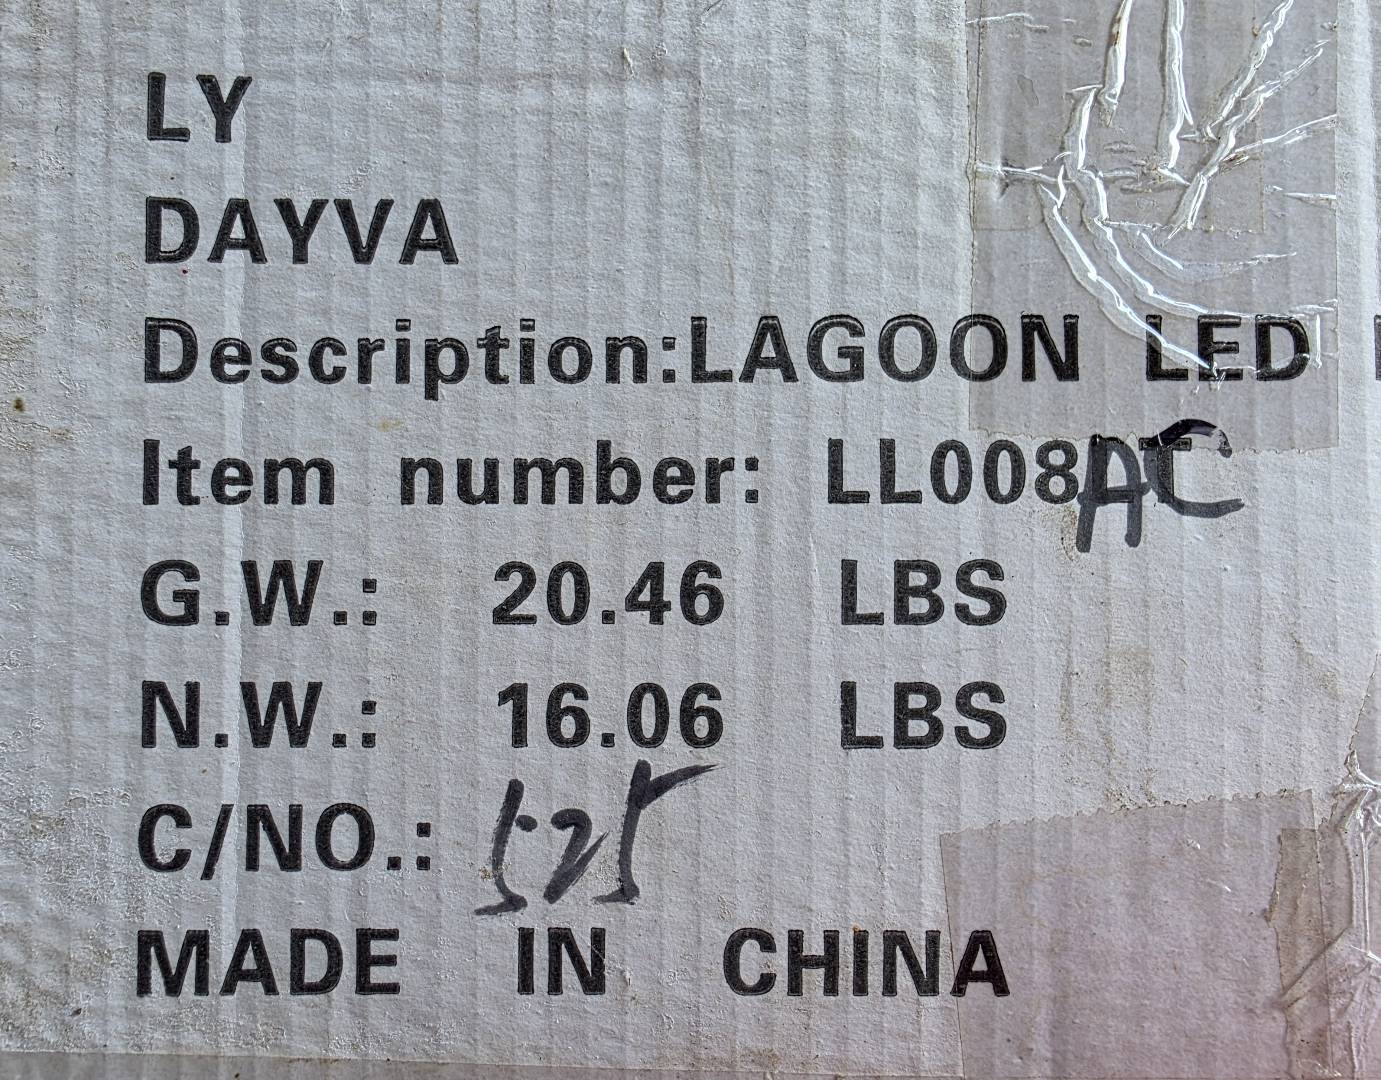 LY
DAYVA
Description:LAGOON LED
Item number: LL008AC
G.W.: 20.46 LBS
N.W.: 16.06 LBS
C/NO.: 525
MADE IN CHINA